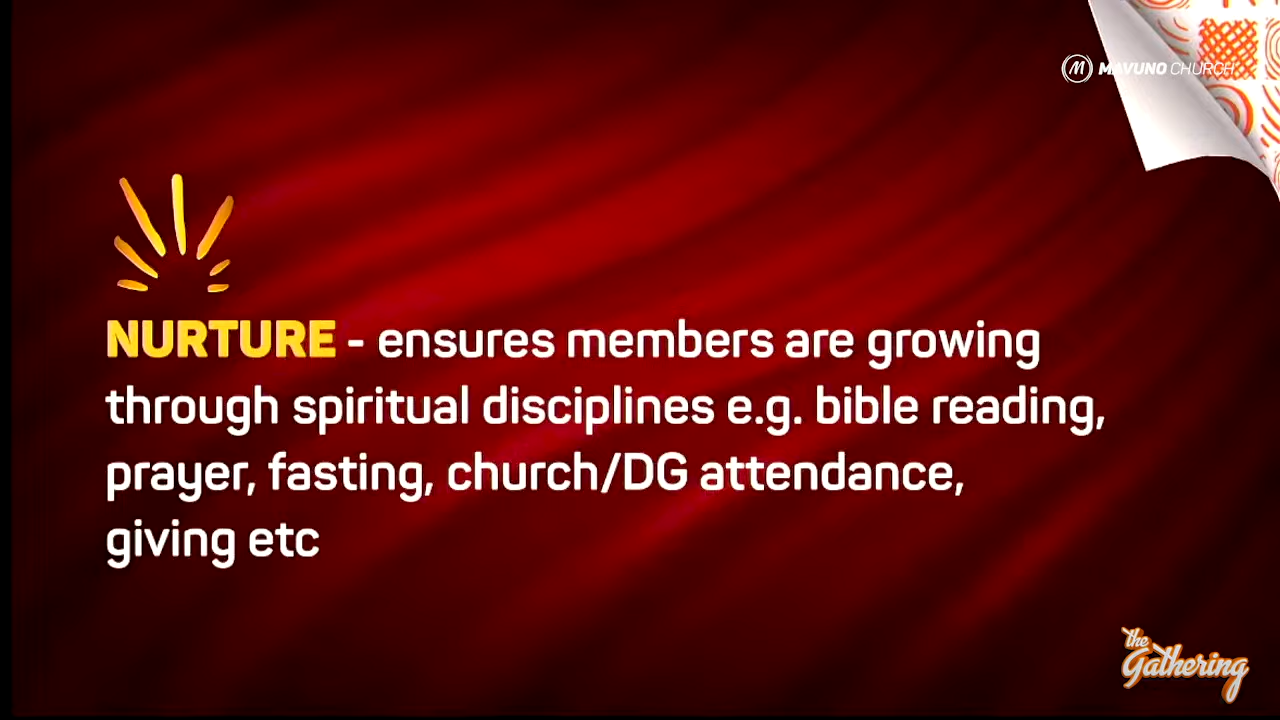 MAVUNO CHURCH
NURTURE - ensures members are growing
through spiritual disciplines e.g. bible reading,
prayer, fasting, church/DG attendance,
giving etc
the
Gathering